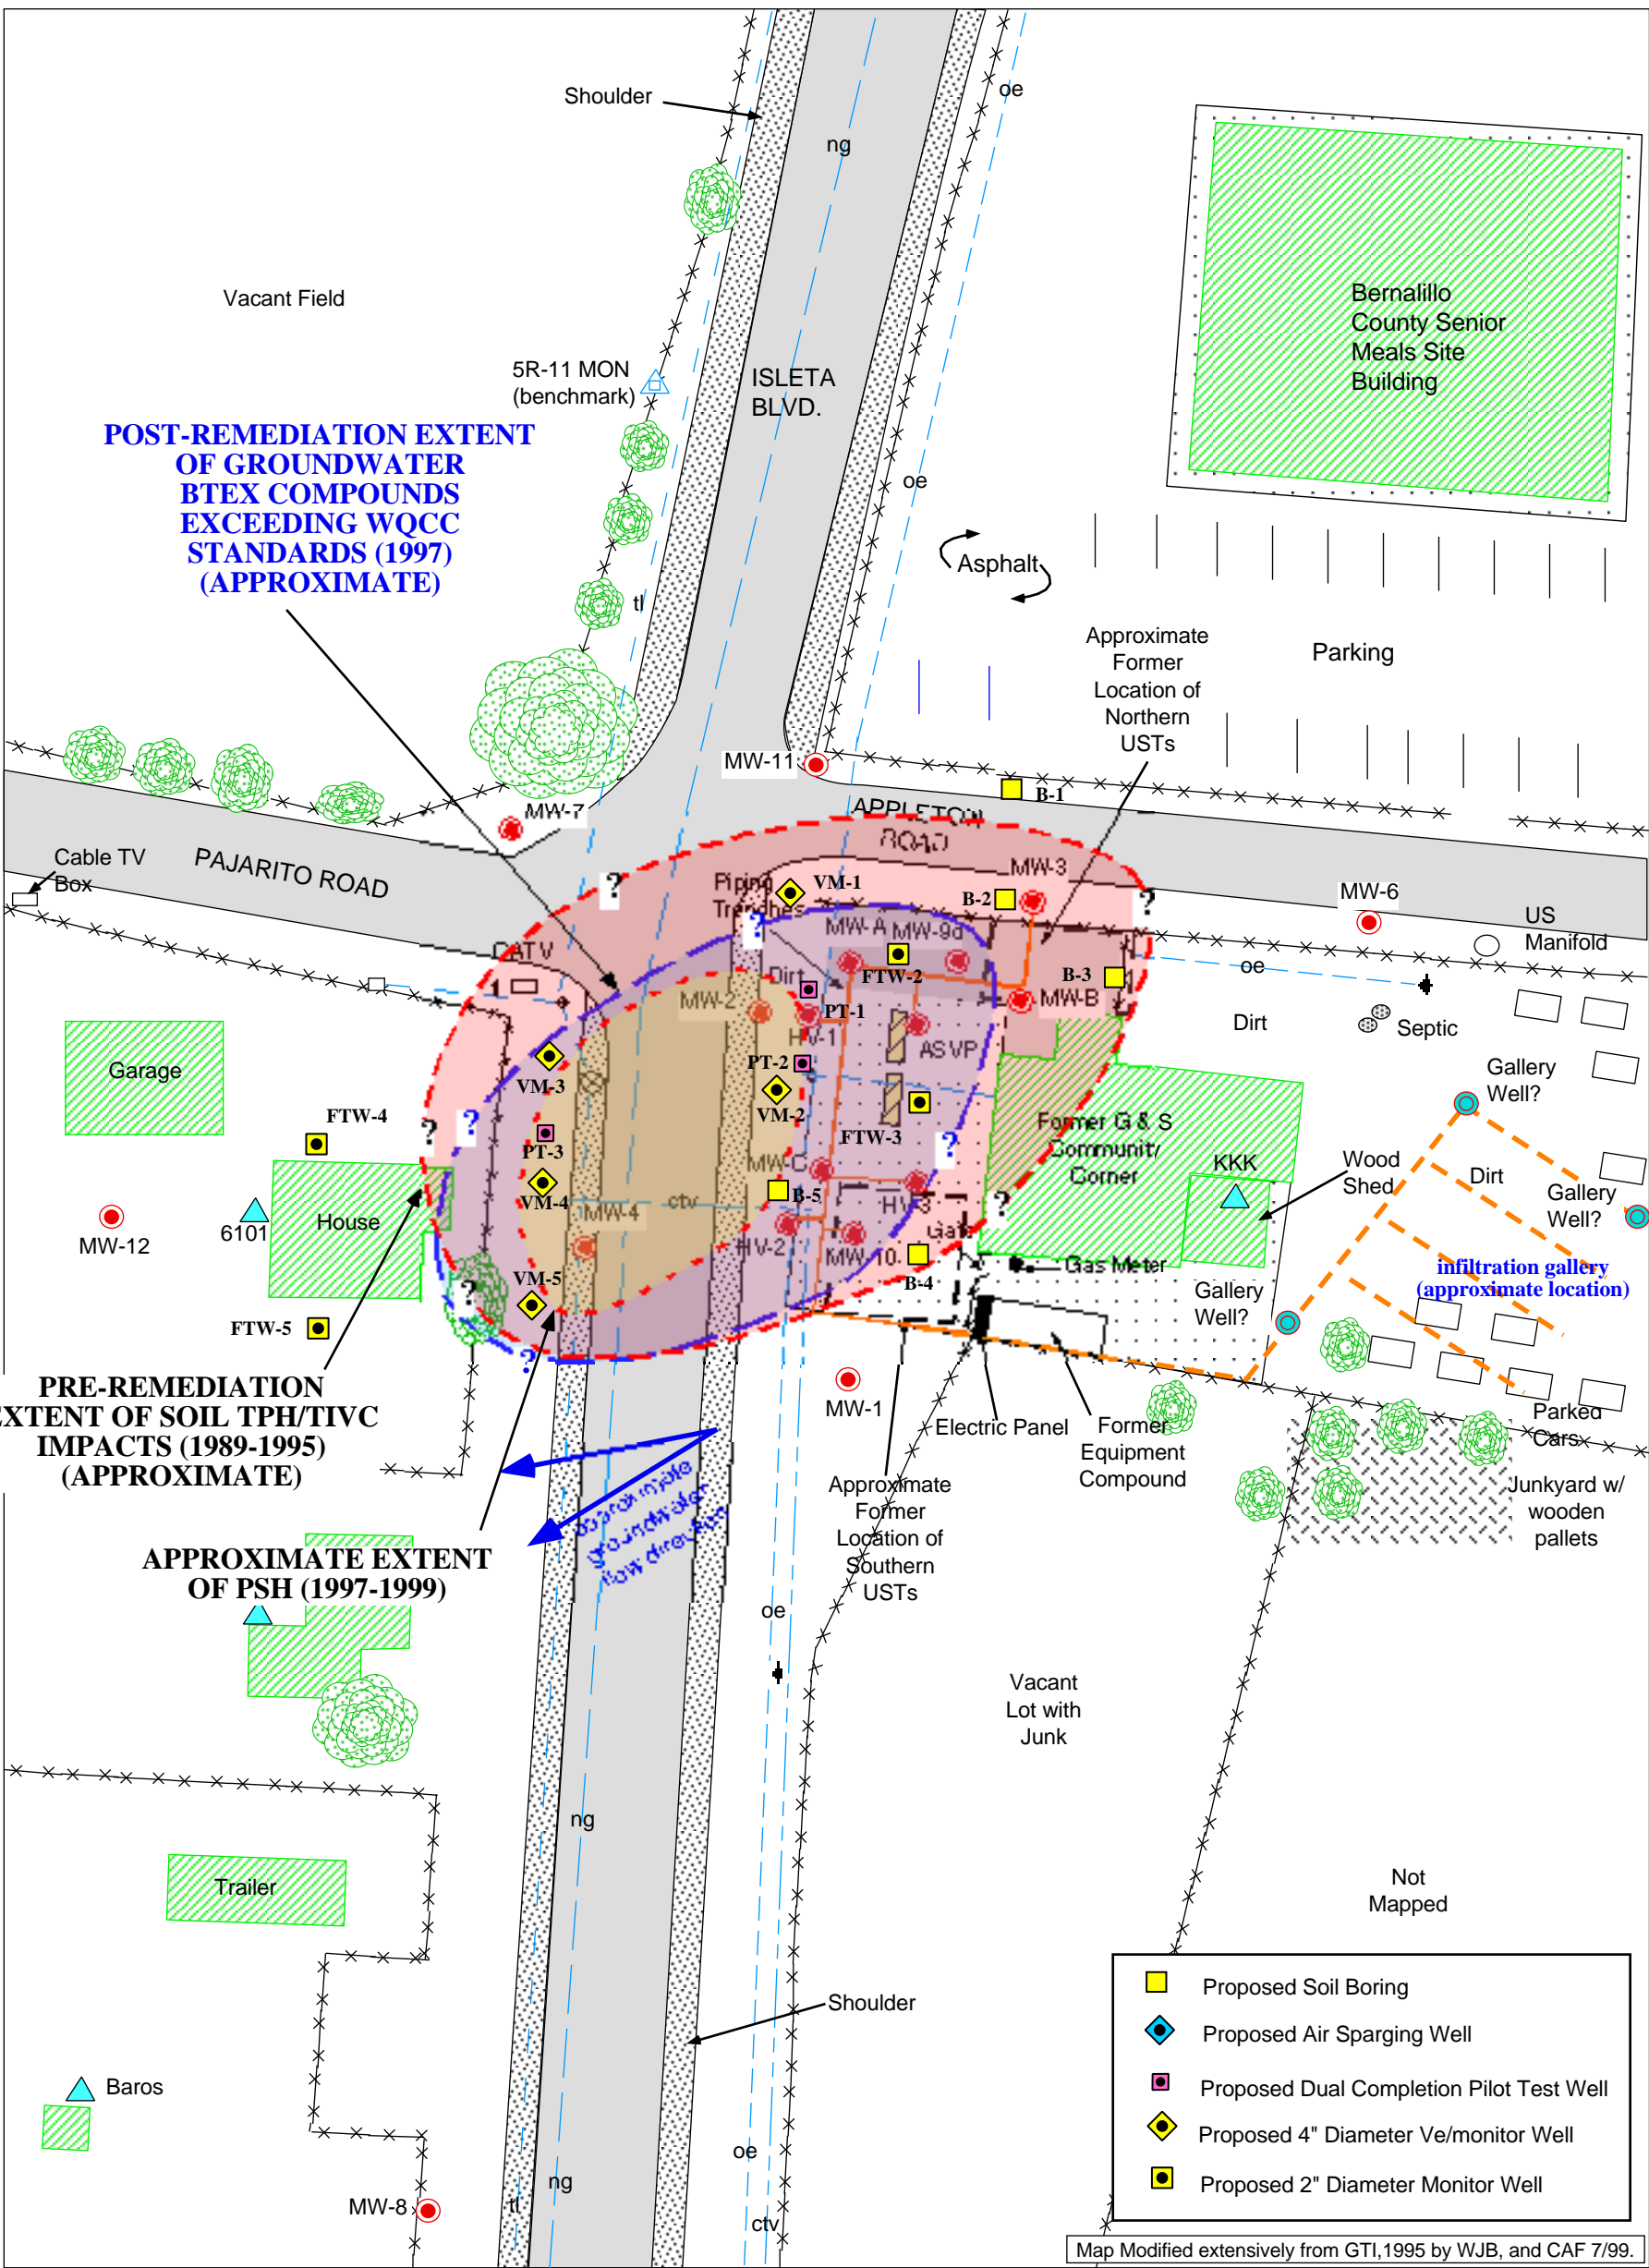 Shoulder
oe
ng
Vacant Field
Bernalillo
County Senior
Meals Site
Building
5R-11 MON
(benchmark)
ISLETA
BLVD.
POST-REMEDIATION EXTENT
OF GROUNDWATER
BTEX COMPOUNDS
EXCEEDING WQCC
STANDARDS (1997)
(APPROXIMATE)
oe
Asphalt
tl
Approximate
Former
Location of
Northern
USTs
Parking
MW-11
B-1
MW-7
APPLETON
ROAD
Cable TV
Box
PAJARITO ROAD
?
Piping
Trenches
VM-1
MW-3
B-2
?
MW-6
US
Manifold
?
MW-A
MW-9d
CATV
FTW-2
B-3
oe
Dirt
MW-2
PT-1
MW-B
Dirt
Septic
HV-1
ASVP
Garage
VM-3
PT-2
VM-2
Gallery
Well?
FTW-4
?
?
PT-3
FTW-3
?
Former G & S
Community
Corner
KKK
Wood
Shed
Dirt
MW-C
VM-4
B-5
ctv
Gallery
Well?
MW-12
6101
House
MW-4
HV-3
?
Gate
HV-2
MW-10
B-4
Gas Meter
infiltration gallery
(approximate location)
VM-5
?
Gallery
Well?
FTW-5
?
PRE-REMEDIATION
EXTENT OF SOIL TPH/TIVC
IMPACTS (1989-1995)
(APPROXIMATE)
MW-1
Electric Panel
Former
Equipment
Compound
Parked
Cars
approximate
groundwater
flow direction
Approximate
Former
Location of
Southern
USTs
Junkyard w/
wooden
pallets
APPROXIMATE EXTENT
OF PSH (1997-1999)
oe
Vacant
Lot with
Junk
ng
Trailer
Not
Mapped
Shoulder
Proposed Soil Boring
Proposed Air Sparging Well
Proposed Dual Completion Pilot Test Well
Proposed 4" Diameter Ve/monitor Well
Proposed 2" Diameter Monitor Well
Baros
oe
ng
MW-8
tl
ctv
Map Modified extensively from GTI,1995 by WJB, and CAF 7/99.